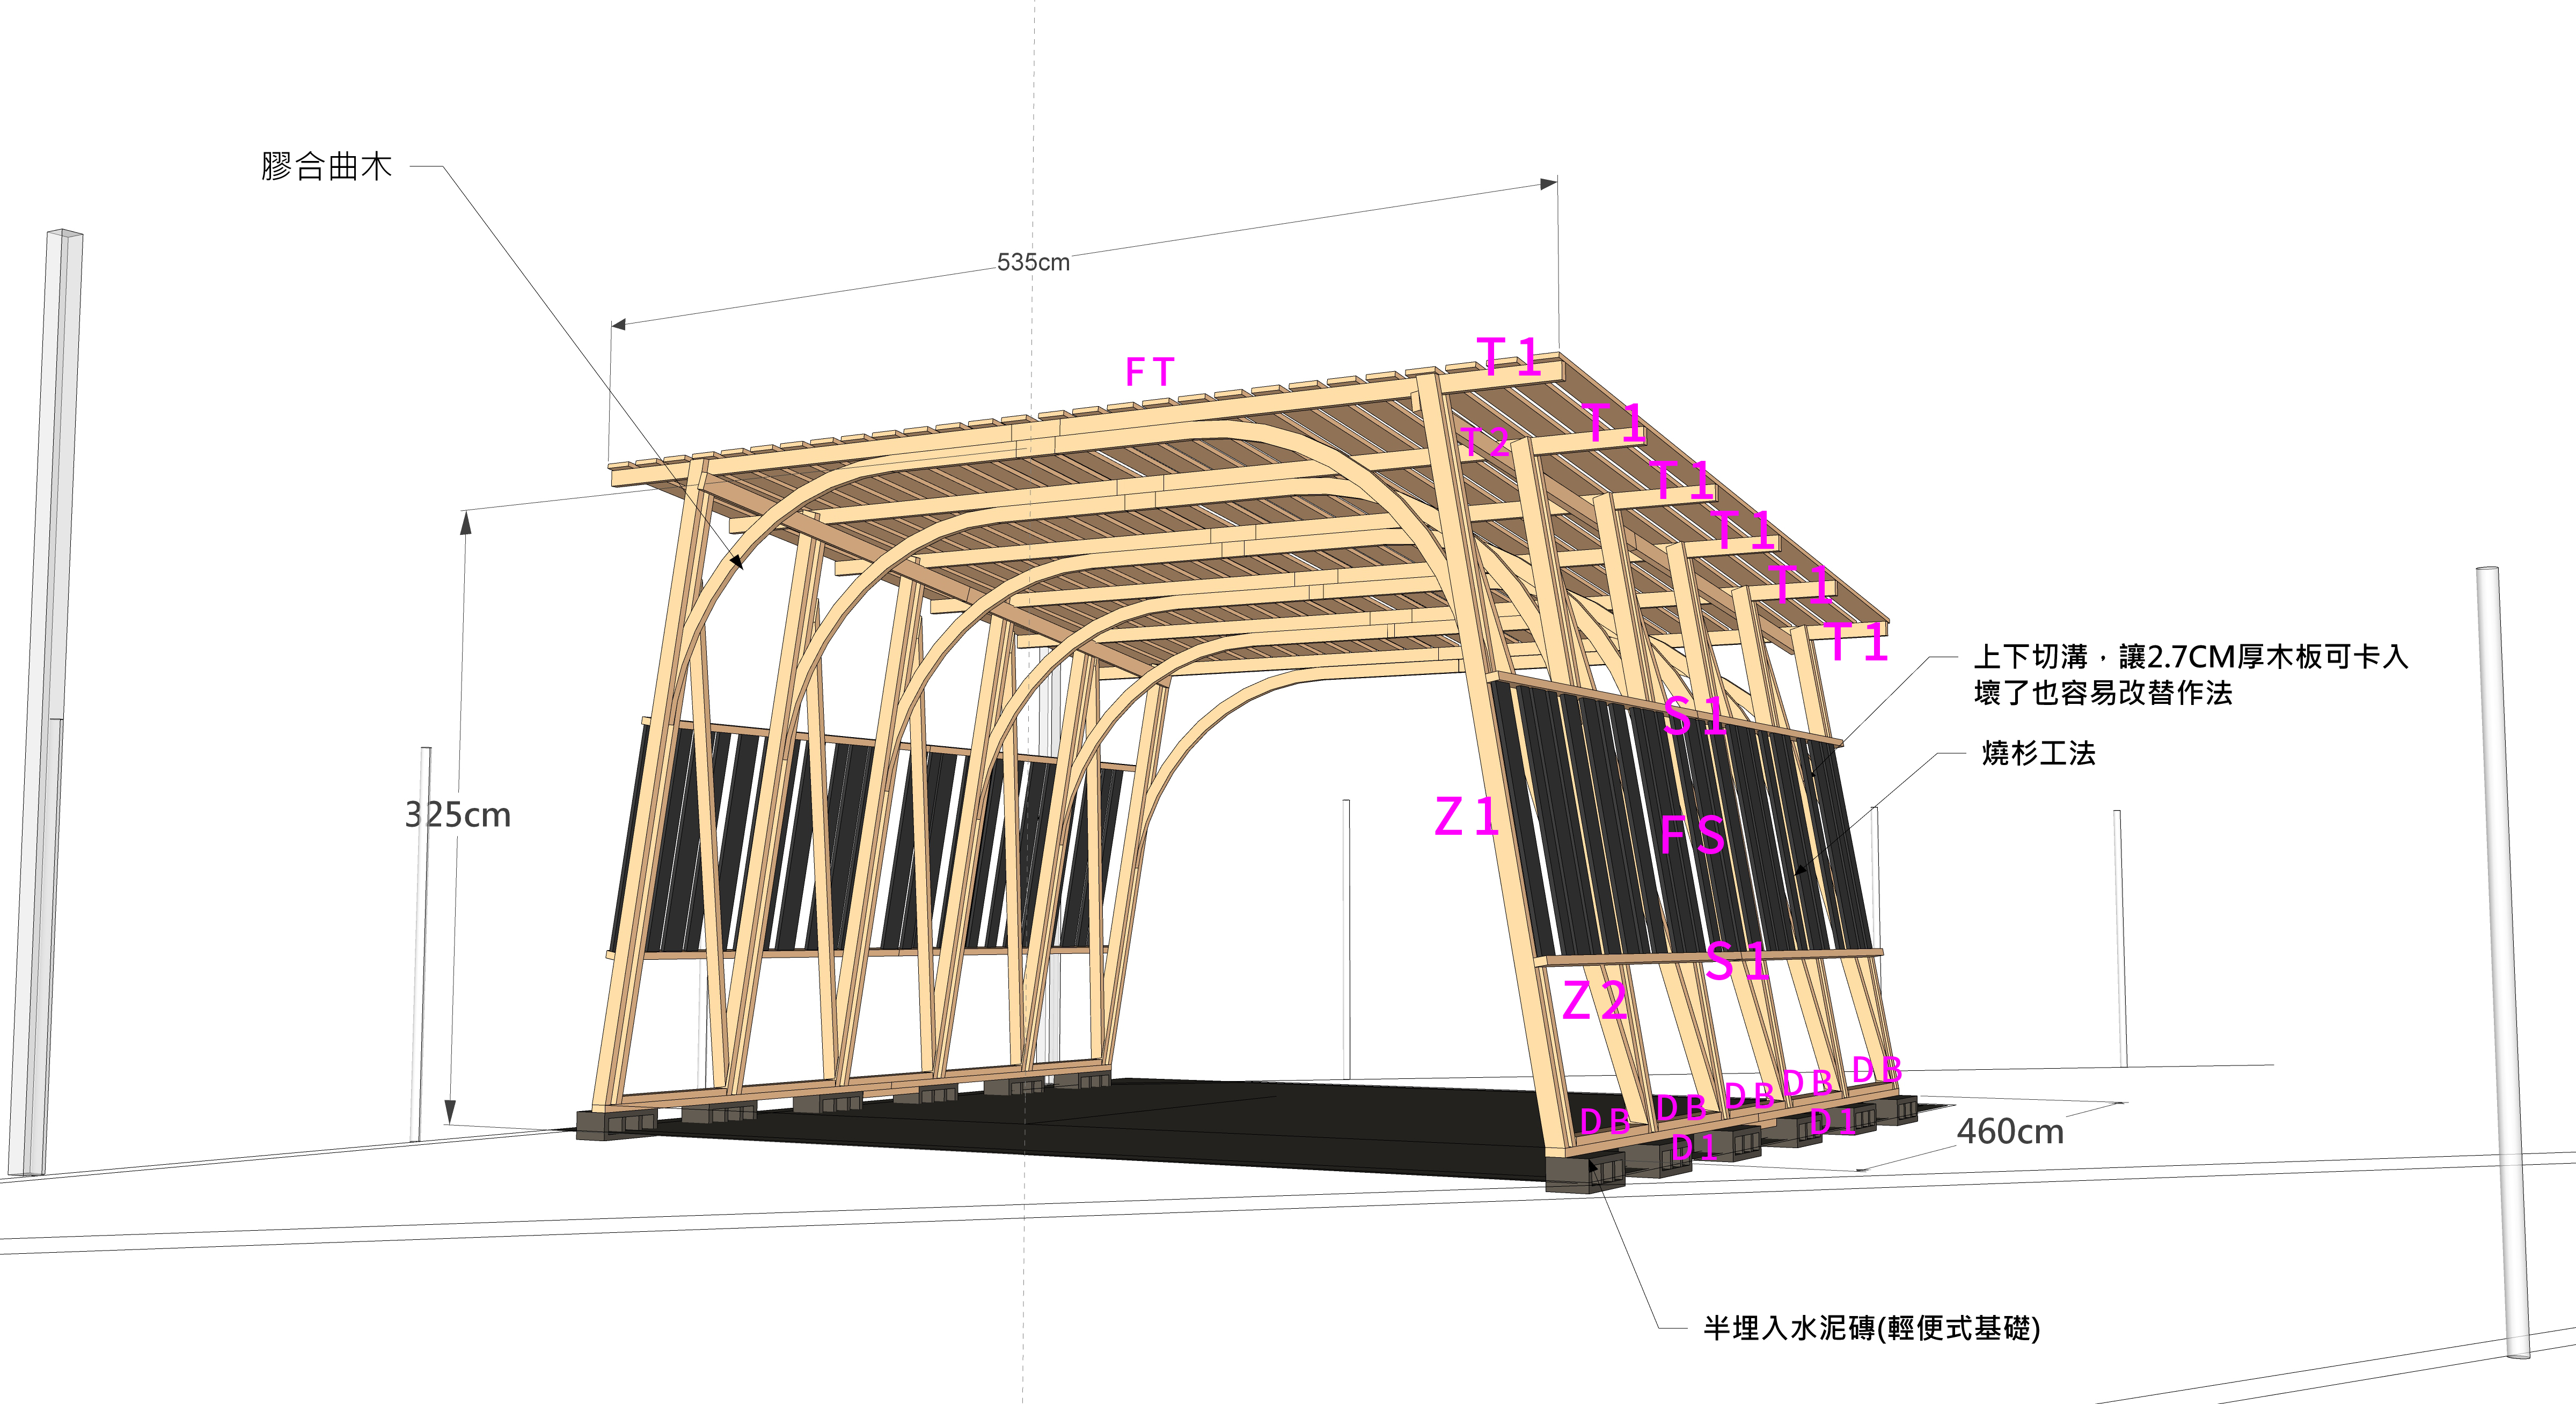 膠合曲木
535cm
FT
T1
T1
T2
T1
T1
T1
T1
上下切溝，讓2.7CM厚木板可卡入
壞了也容易改替作法
S1
燒杉工法
325cm
Z1
FS
S1
Z2
DB
DB
DB
DB
DB
D1
D1
460cm
半埋入水泥磚(輕便式基礎)